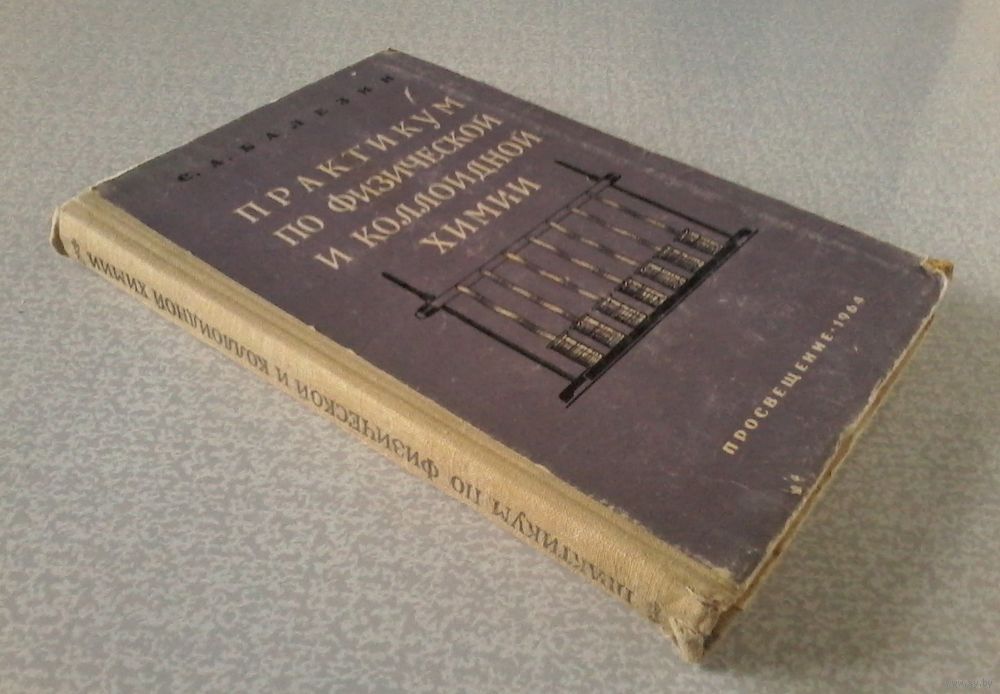 С. А. БАЛЕЗИН
ПРАКТИКУМ
ПО ФИЗИЧЕСКОЙ
И КОЛЛОИДНОЙ
ХИМИИ
ПРОСВЕЩЕНИЕ · 1964
ПРАКТИКУМ ПО ФИЗИЧЕСКОЙ И КОЛЛОИДНОЙ ХИМИИ